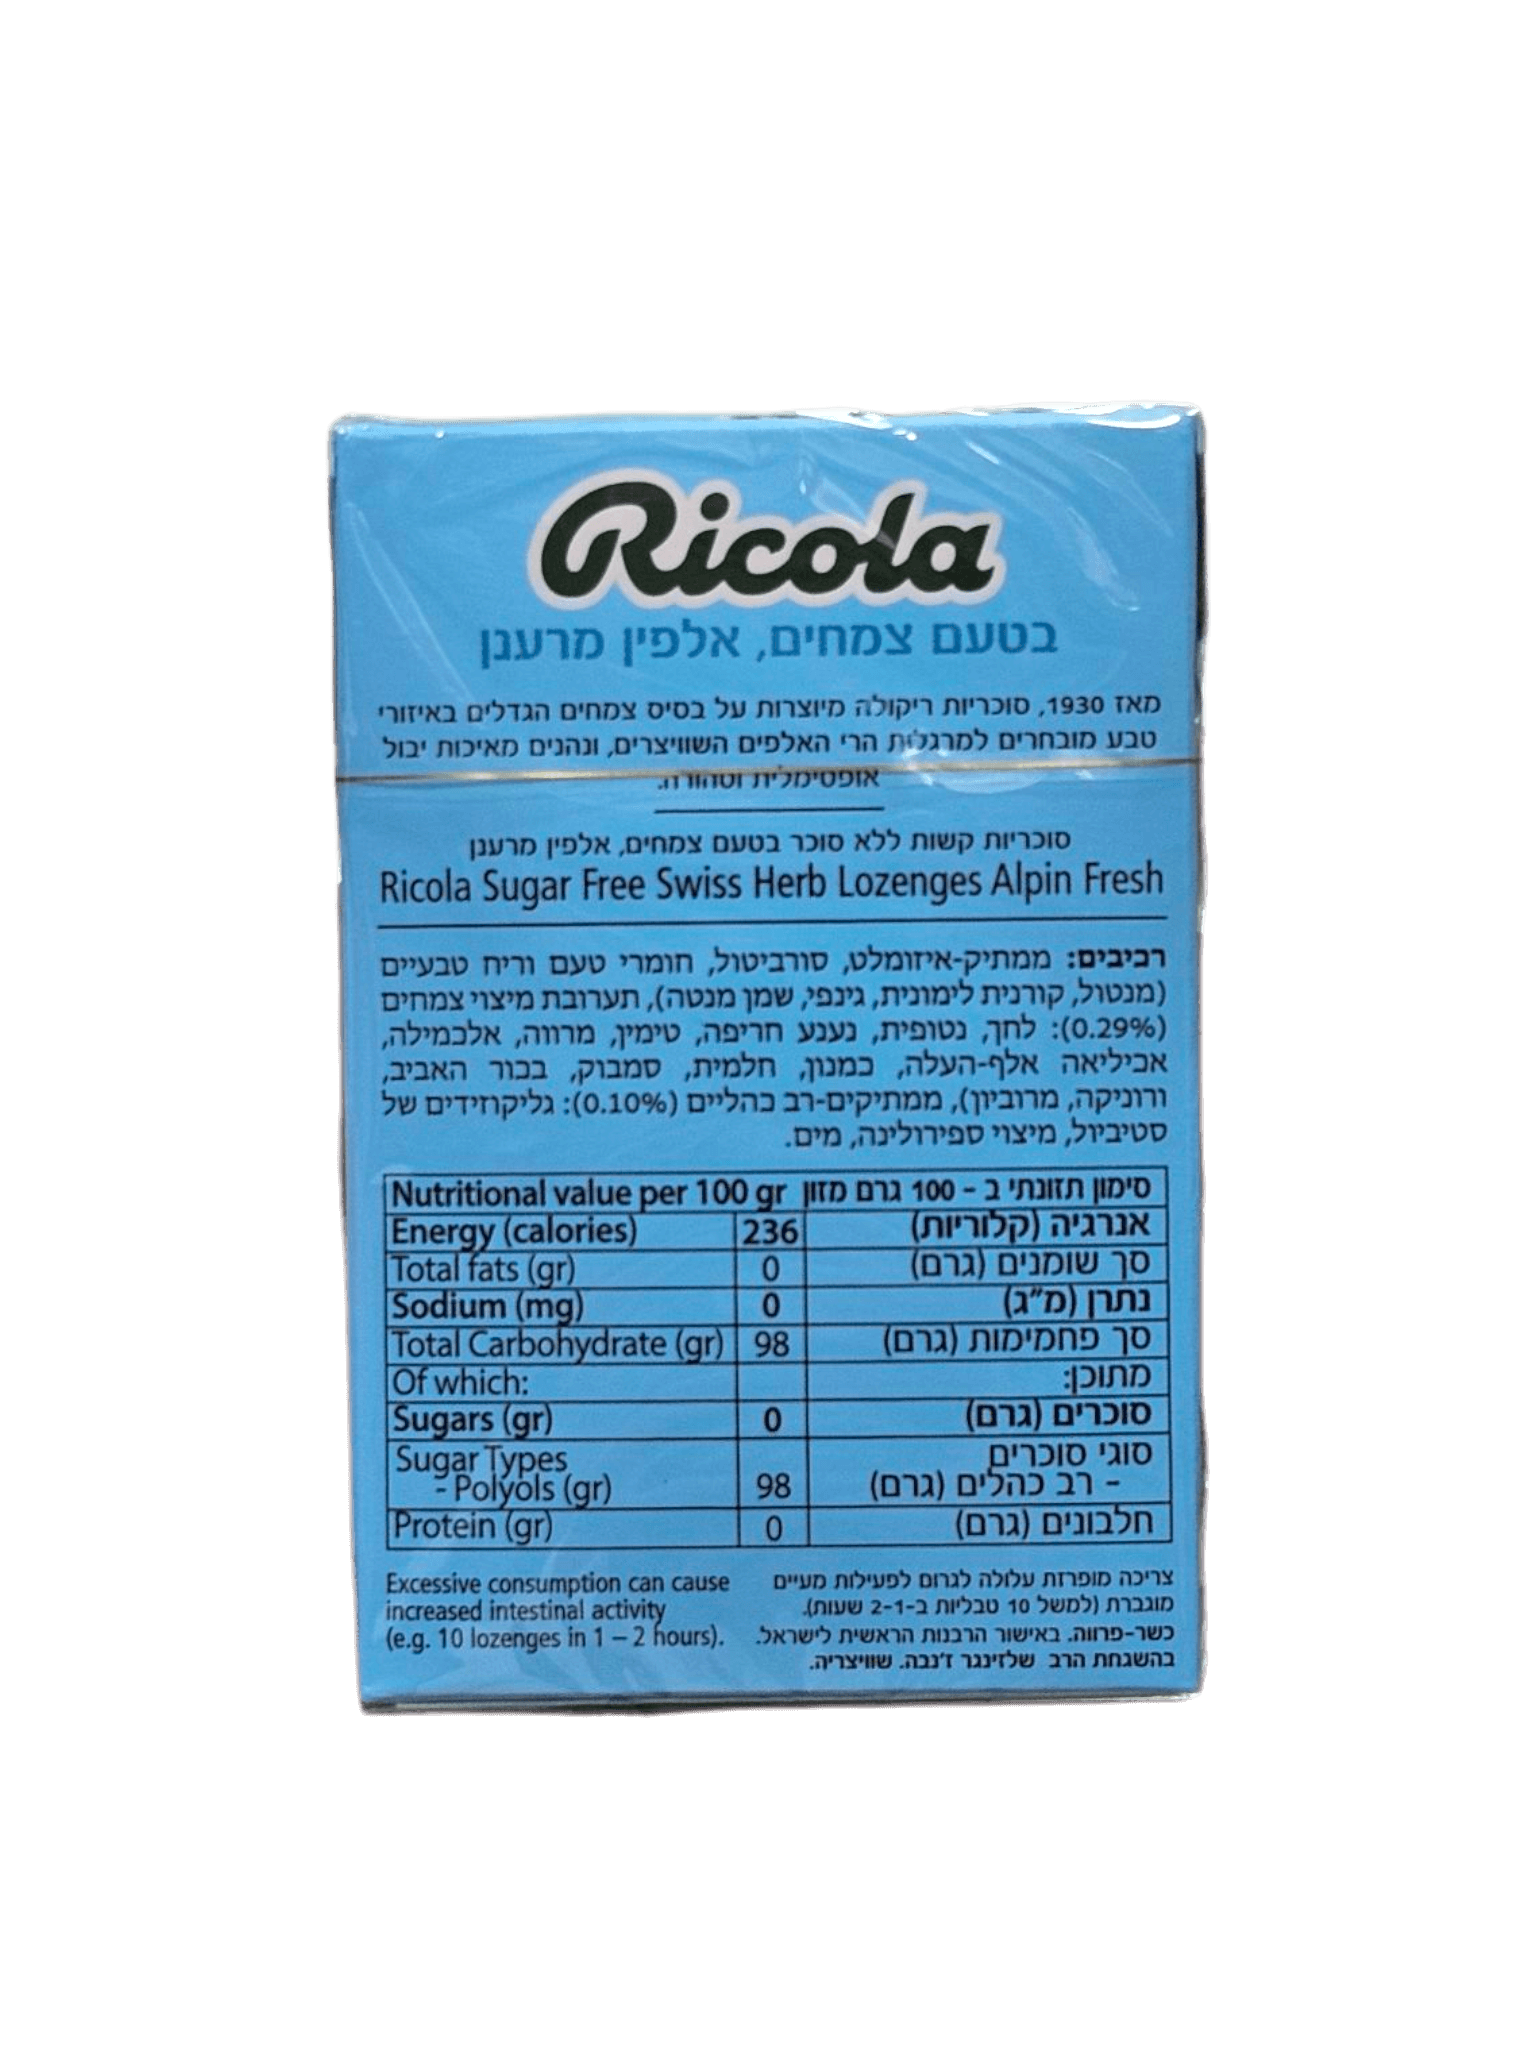 Ricola
בטעם צמחים, אלפין מרענן
מאז 1930, סוכריות ריקולה מיוצרות על בסיס צמחים הגדלים באיזורי
טבע מובחרים למרגלות הרי האלפים השוויצרים, ונהנים מאיכות יבול
אופטימלית וטהורה.
סוכריות קשות ללא סוכר בטעם צמחים, אלפין מרענן
Ricola Sugar Free Swiss Herb Lozenges Alpin Fresh
רכיבים: ממתיק-איזומלט, סורביטול, חומרי טעם וריח טבעיים
(מנטול, קורנית לימונית, גינפי, שמן מנטה), תערובת מיצוי צמחים
(0.29%): לחך, נטופית, נענע חריפה, טימין, מרווה, אלכמילה,
אכיליאה אלף-העלה, כמנון, חלמית, סמבוק, בכור האביב,
ורוניקה, מרוביון), ממתיקים-רב כהליים (0.10%): גליקוזידים של
סטיביול, מיצוי ספירולינה, מים.
Nutritional value per 100 gr סימון תזונתי ב - 100 גרם מזון
Energy (calories) 236 אנרגיה (קלוריות)
Total fats (gr) 0 סך שומנים (גרם)
Sodium (mg) 0 נתרן (מ"ג)
Total Carbohydrate (gr) 98 סך פחמימות (גרם)
Of which: מתוכן:
Sugars (gr) 0 סוכרים (גרם)
Sugar Types סוגי סוכרים
- Polyols (gr) 98 - רב כהלים (גרם)
Protein (gr) 0 חלבונים (גרם)
Excessive consumption can cause
increased intestinal activity
(e.g. 10 lozenges in 1 – 2 hours).
צריכה מופרזת עלולה לגרום לפעילות מעיים
מוגברת (למשל 10 טבליות ב-2-1 שעות).
כשר-פרווה. באישור הרבנות הראשית לישראל.
בהשגחת הרב שלזינגר ז'נבה. שוויצריה.